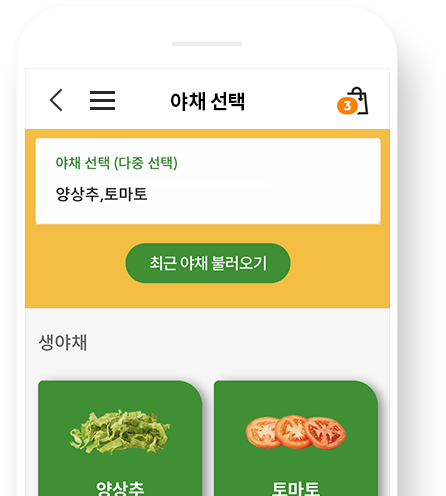 야채 선택
3
야채 선택 (다중 선택)
양상추,토마토
최근 야채 불러오기
생야채
양상추
토마토